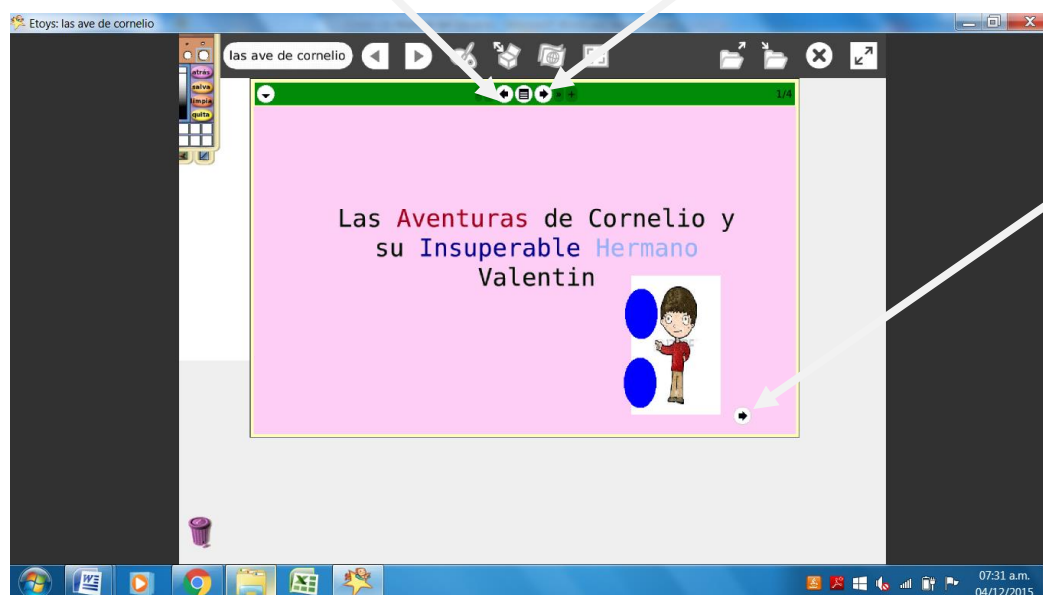 Etoys: las ave de cornelio
las ave de cornelio
atrás
salva
limpia
quita
1/4
Las Aventuras de Cornelio y
su Insuperable Hermano
Valentin
07:31 a.m.
04/12/2015